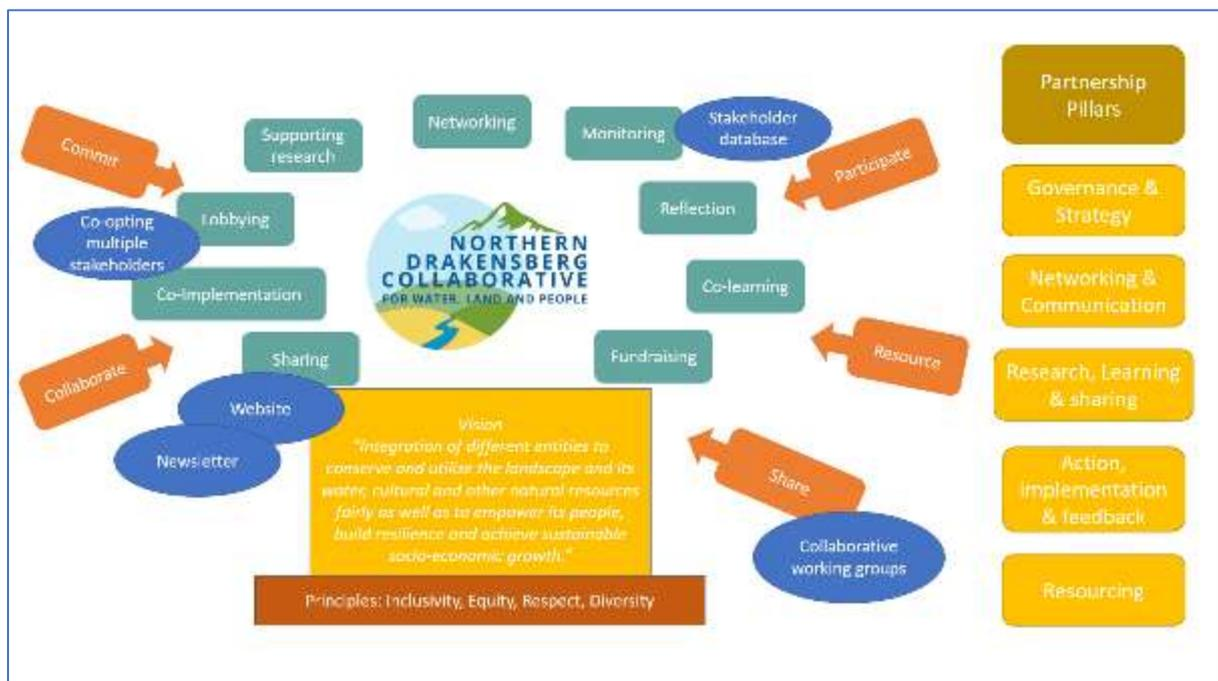 Commit
Supporting
research
Networking
Monitoring
Stakeholder
database
Participate
Lobbying
Co-opting
multiple
stakeholders
Reflection
NORTHERN
DRAKENSBERG
COLLABORATIVE
FOR WATER, LAND AND PEOPLE
Co-Implementation
Co-learning
Collaborate
Sharing
Fundraising
Resource
Website
Newsletter
Vision
"Integration of different entities to
conserve and utilise the landscape and its
water, cultural and other natural resources
fairly as well as to empower its people,
build resilience and achieve sustainable
socio-economic growth."
Share
Collaborative
working groups
Principles: Inclusivity, Equity, Respect, Diversity
Partnership
Pillars
Governance &
Strategy
Networking &
Communication
Research, Learning
& sharing
Action,
implementation
& feedback
Resourcing